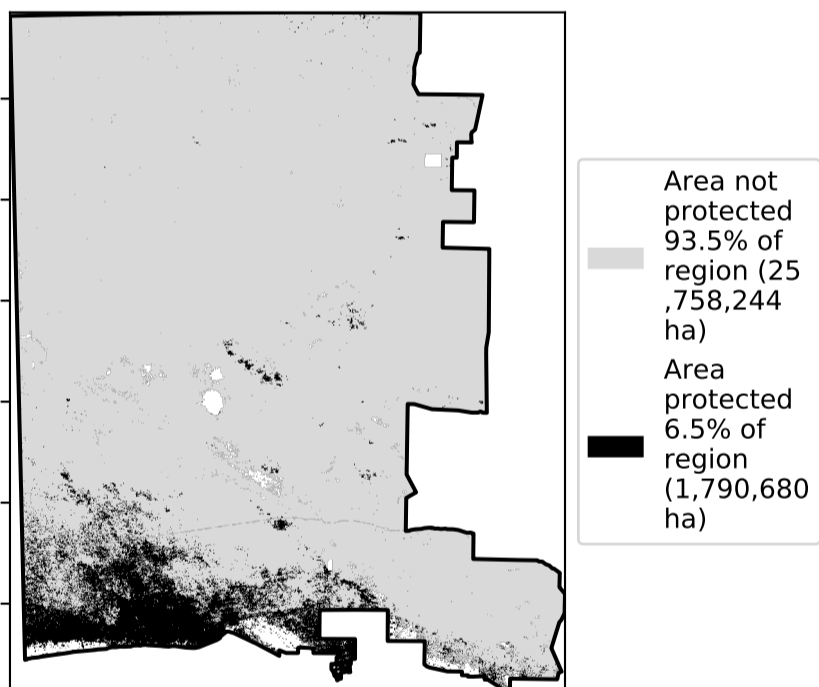 Area not
protected
93.5% of
region (25
,758,244
ha)
Area
protected
6.5% of
region
(1,790,680
ha)